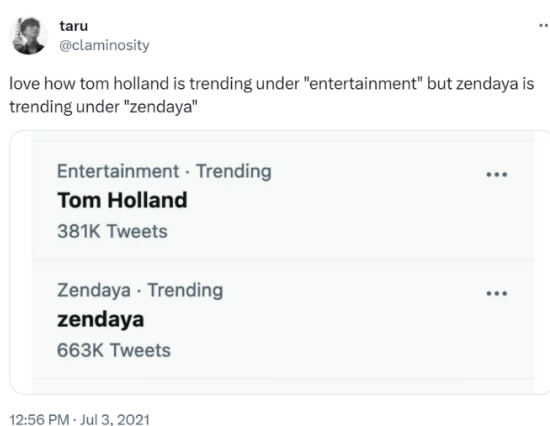 taru
@claminosity
love how tom holland is trending under "entertainment" but zendaya is
trending under "zendaya"
Entertainment · Trending
Tom Holland
381K Tweets
Zendaya · Trending
zendaya
663K Tweets
12:56 PM · Jul 3, 2021